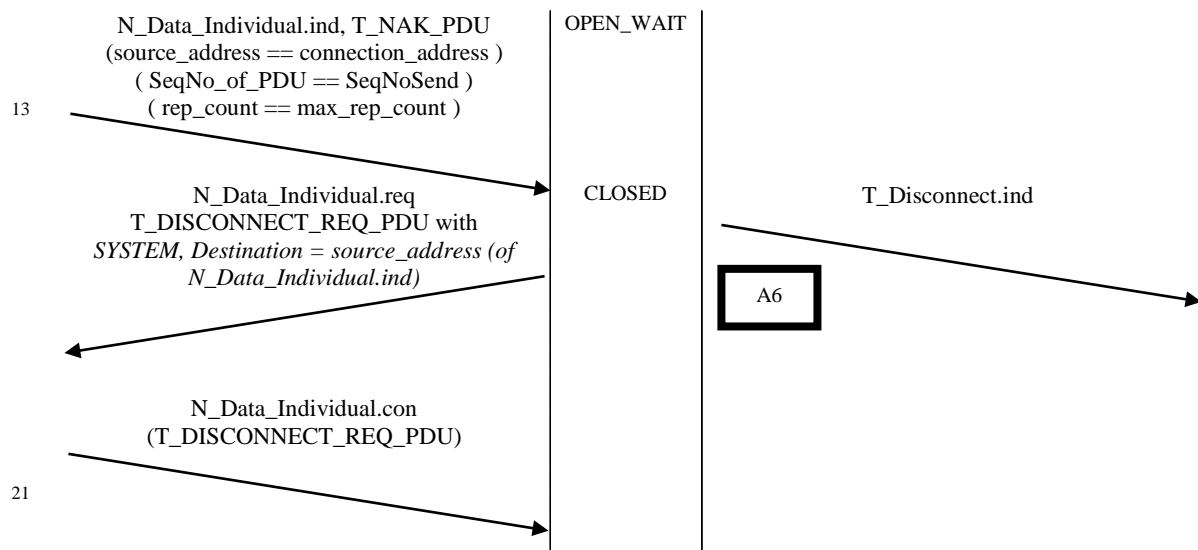 N_Data_Individual.ind, T_NAK_PDU
(source_address == connection_address )
( SeqNo_of_PDU == SeqNoSend )
( rep_count == max_rep_count )
13
OPEN_WAIT
N_Data_Individual.req
T_DISCONNECT_REQ_PDU with
SYSTEM, Destination = source_address (of
N_Data_Individual.ind)
CLOSED
T_Disconnect.ind
A6
N_Data_Individual.con
(T_DISCONNECT_REQ_PDU)
21